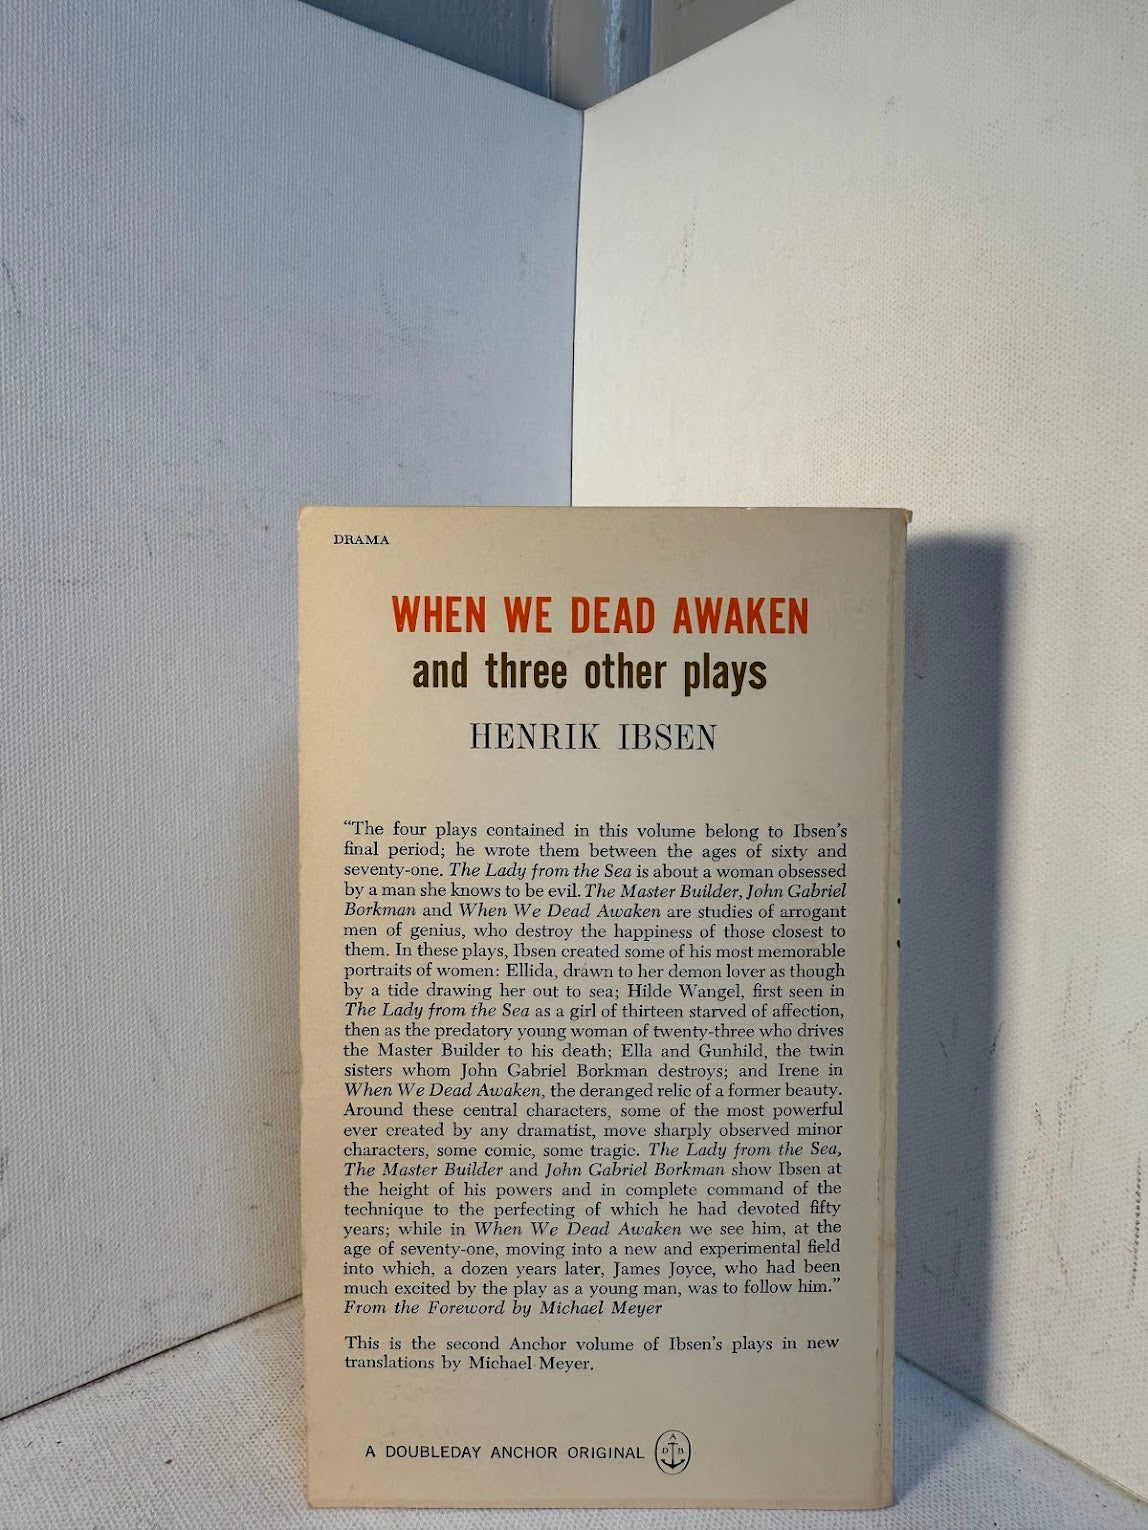 DRAMA
WHEN WE DEAD AWAKEN
and three other plays
HENRIK IBSEN
“The four plays contained in this volume belong to Ibsen’s
final period; he wrote them between the ages of sixty and
seventy-one. The Lady from the Sea is about a woman obsessed
by a man she knows to be evil. The Master Builder, John Gabriel
Borkman and When We Dead Awaken are studies of arrogant
men of genius, who destroy the happiness of those closest to
them. In these plays, Ibsen created some of his most memorable
portraits of women: Ellida, drawn to her demon lover as though
by a tide drawing her out to sea; Hilde Wangel, first seen in
The Lady from the Sea as a girl of thirteen starved of affection,
then as the predatory young woman of twenty-three who drives
the Master Builder to his death; Ella and Gunhild, the twin
sisters whom John Gabriel Borkman destroys; and Irene in
When We Dead Awaken, the deranged relic of a former beauty.
Around these central characters, some of the most powerful
ever created by any dramatist, move sharply observed minor
characters, some comic, some tragic. The Lady from the Sea,
The Master Builder and John Gabriel Borkman show Ibsen at
the height of his powers and in complete command of the
technique to the perfecting of which he had devoted fifty
years; while in When We Dead Awaken we see him, at the
age of seventy-one, moving into a new and experimental field
into which, a dozen years later, James Joyce, who had been
much excited by the play as a young man, was to follow him.”
From the Foreword by Michael Meyer
This is the second Anchor volume of Ibsen’s plays in new
translations by Michael Meyer.
A DOUBLEDAY ANCHOR ORIGINAL
A
D B